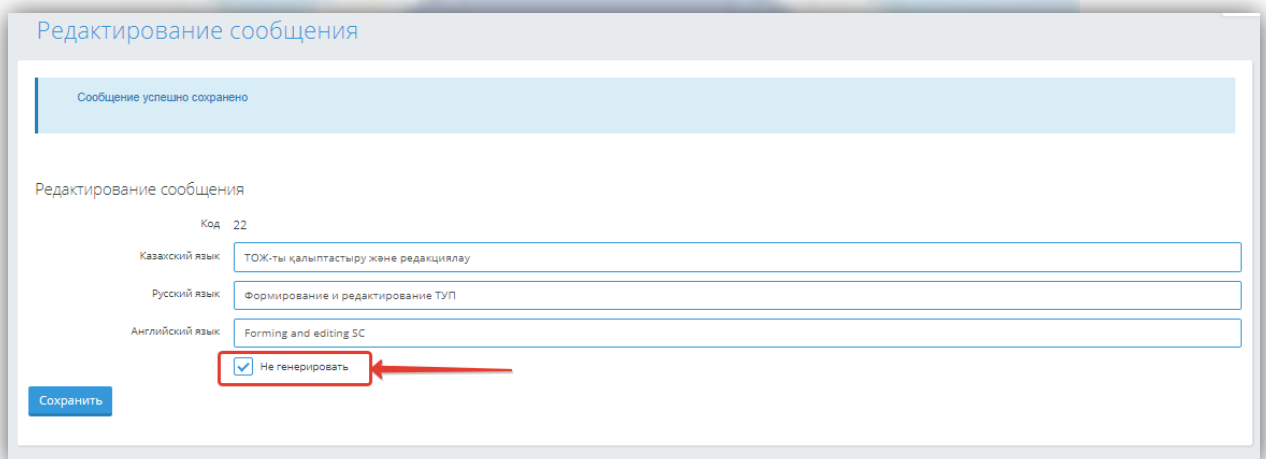 Редактирование сообщения
Сообщение успешно сохранено
Редактирование сообщения
Код 22
Казахский язык ТОЖ-ты қалыптастыру және редакциялау
Русский язык Формирование и редактирование ТУП
Английский язык Forming and editing SC
Не генерировать
Сохранить